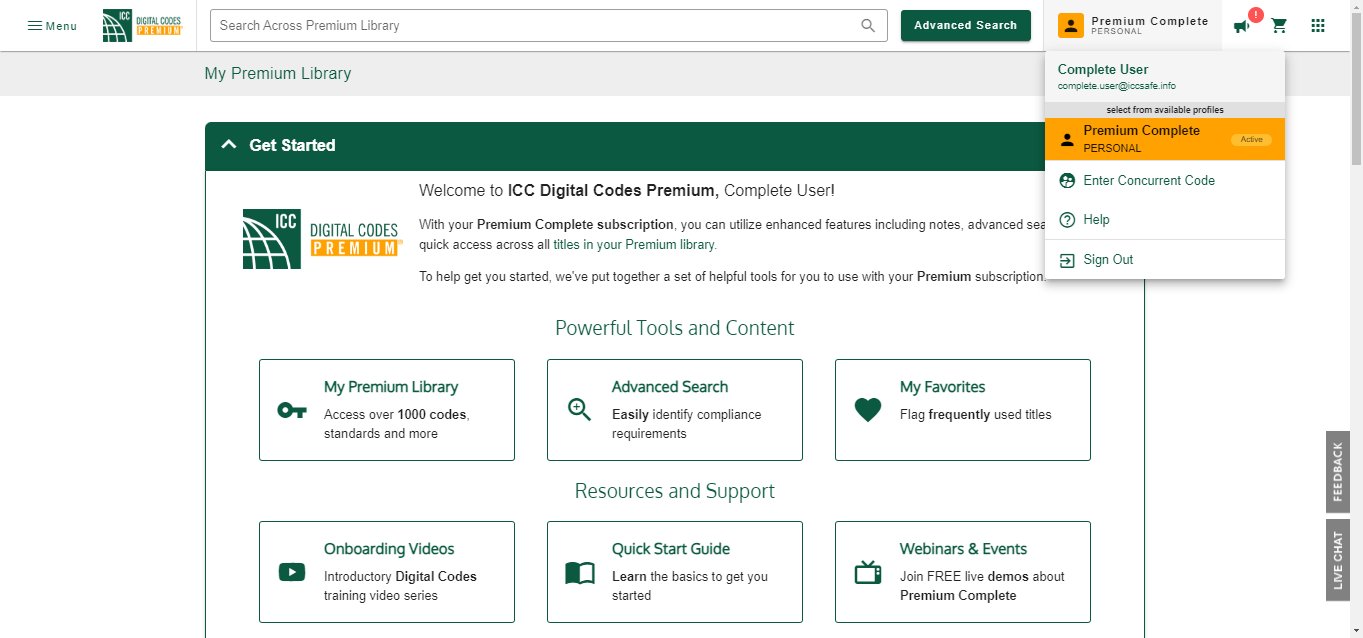 Menu
ICC DIGITAL CODES
PREMIUM
Search Across Premium Library
Advanced Search
Premium Complete
PERSONAL
!
My Premium Library
Complete User
complete.user@iccsafe.info
select from available profiles
Premium Complete
PERSONAL
Active
Enter Concurrent Code
Help
Sign Out
Get Started
ICC DIGITAL CODES
PREMIUM®
Welcome to ICC Digital Codes Premium, Complete User!
With your Premium Complete subscription, you can utilize enhanced features including notes, advanced sea
quick access across all titles in your Premium library.
To help get you started, we've put together a set of helpful tools for you to use with your Premium subscription.
Powerful Tools and Content
My Premium Library
Access over 1000 codes,
standards and more
Advanced Search
Easily identify compliance
requirements
My Favorites
Flag frequently used titles
Resources and Support
Onboarding Videos
Introductory Digital Codes
training video series
Quick Start Guide
Learn the basics to get you
started
Webinars & Events
Join FREE live demos about
Premium Complete
FEEDBACK
LIVE CHAT